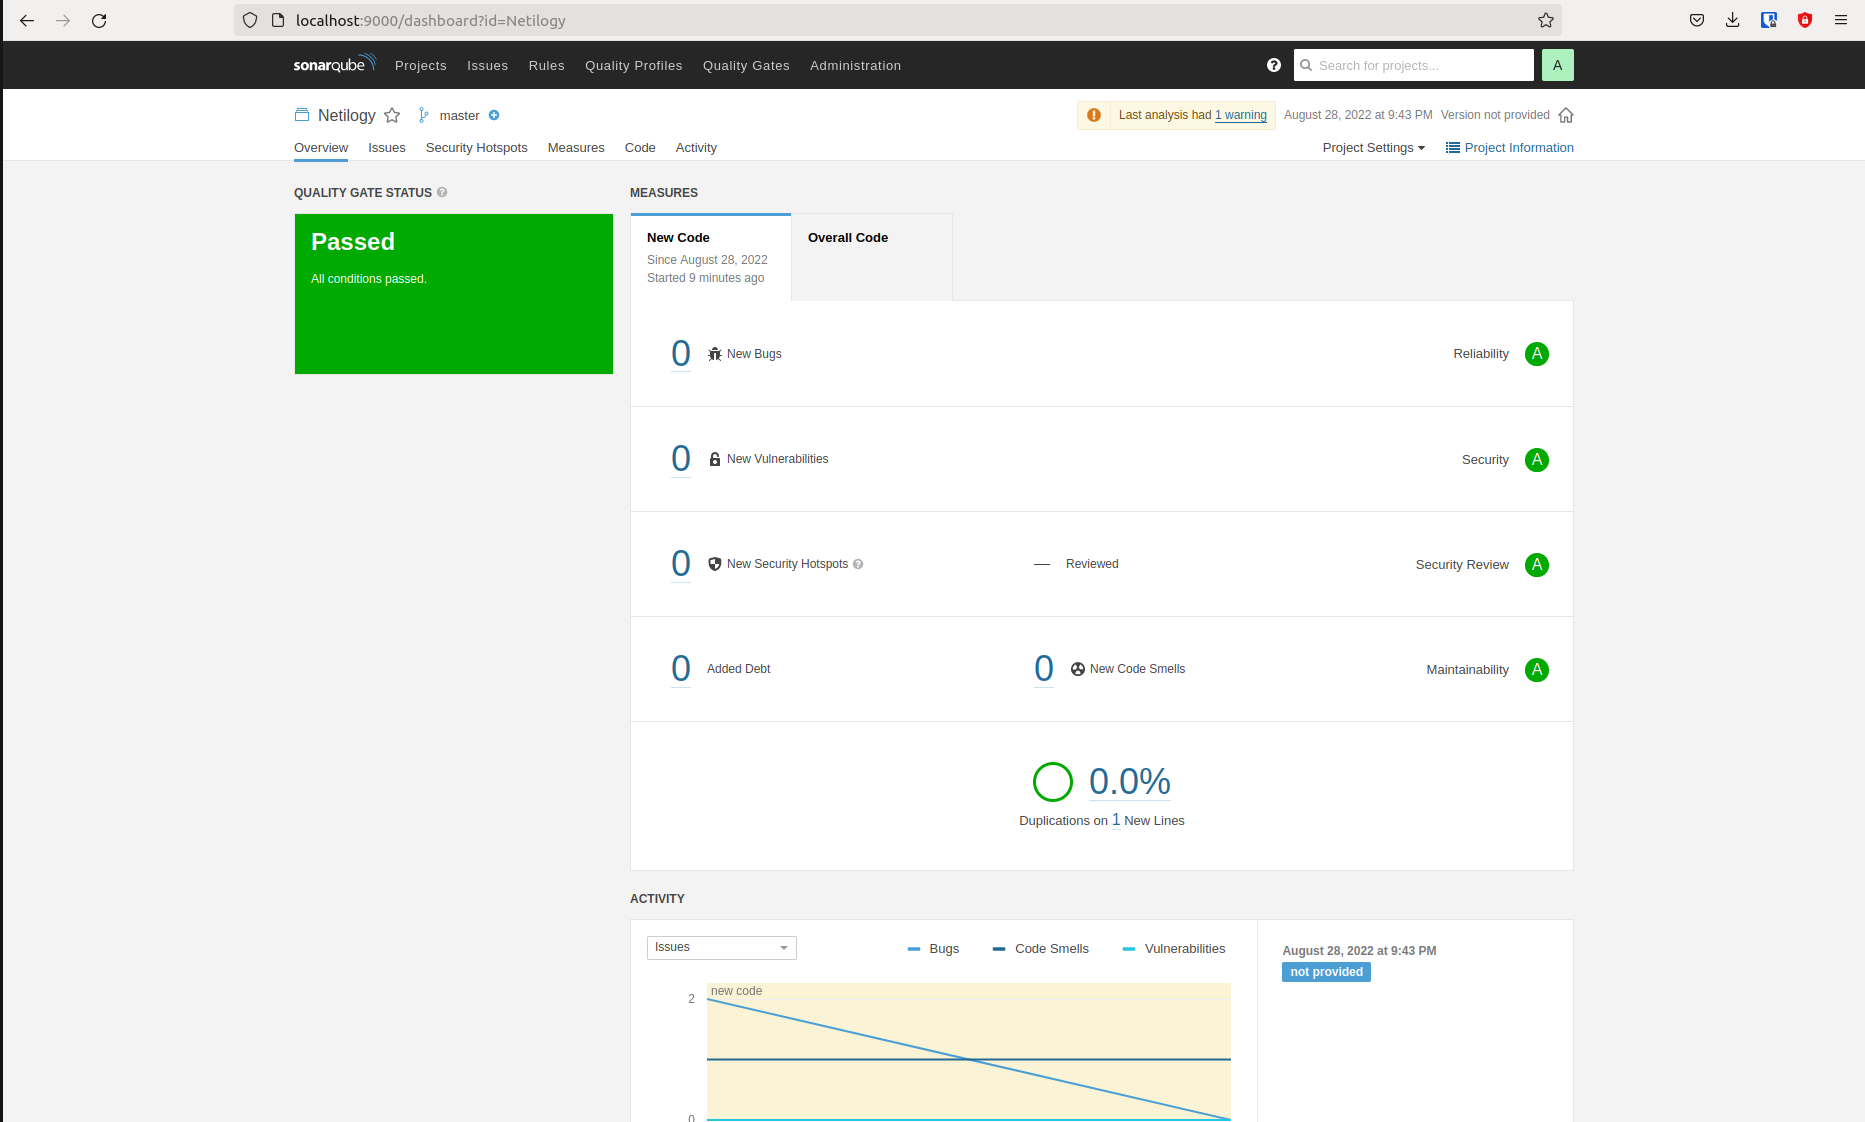 localhost:9000/dashboard?id=Netilogy
sonarqube Projects Issues Rules Quality Profiles Quality Gates Administration
Search for projects... A
Netilogy master
Last analysis had 1 warning August 28, 2022 at 9:43 PM Version not provided
Overview Issues Security Hotspots Measures Code Activity
Project Settings Project Information
QUALITY GATE STATUS
Passed
All conditions passed.
MEASURES
New Code
Since August 28, 2022
Started 9 minutes ago
Overall Code
0 New Bugs Reliability A
0 New Vulnerabilities Security A
0 New Security Hotspots — Reviewed Security Review A
0 Added Debt 0 New Code Smells Maintainability A
0.0%
Duplications on 1 New Lines
ACTIVITY
Issues Bugs Code Smells Vulnerabilities
new code
2
0
August 28, 2022 at 9:43 PM
not provided